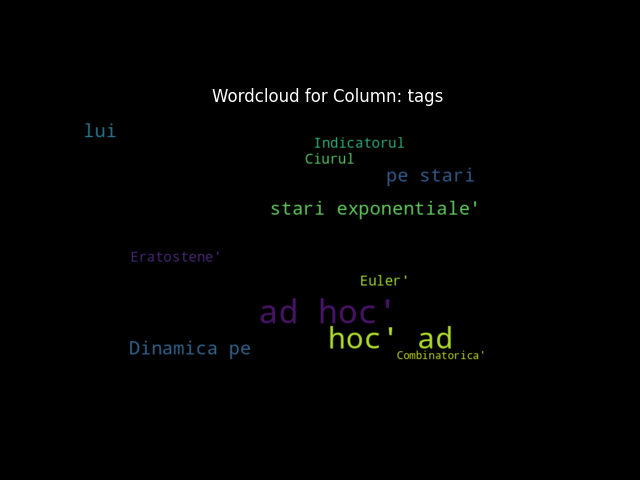 Wordcloud for Column: tags
lui
Indicatorul
Ciurul
pe stari
stari exponentiale'
Eratostene'
Euler'
ad hoc'
hoc' ad
Dinamica pe
Combinatorica'